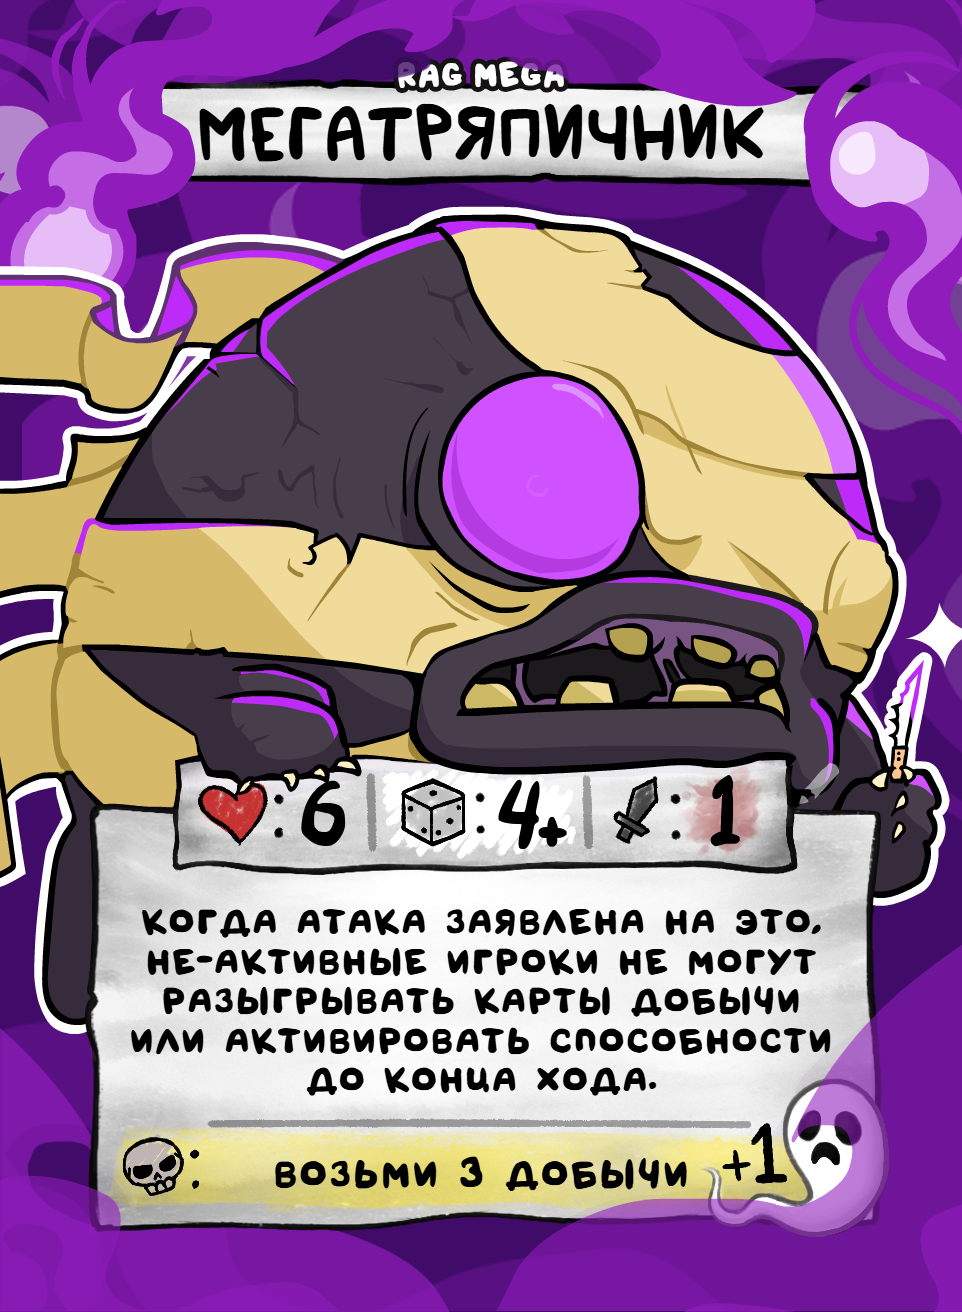 RAG MEGA
МЕГАТРЯПИЧНИК
: 6 : 4+ : 1
КОГДА АТАКА ЗАЯВЛЕНА НА ЭТО,
НЕ-АКТИВНЫЕ ИГРОКИ НЕ МОГУТ
РАЗЫГРЫВАТЬ КАРТЫ ДОБЫЧИ
ИЛИ АКТИВИРОВАТЬ СПОСОБНОСТИ
ДО КОНЦА ХОДА.
: ВОЗЬМИ 3 ДОБЫЧИ +1